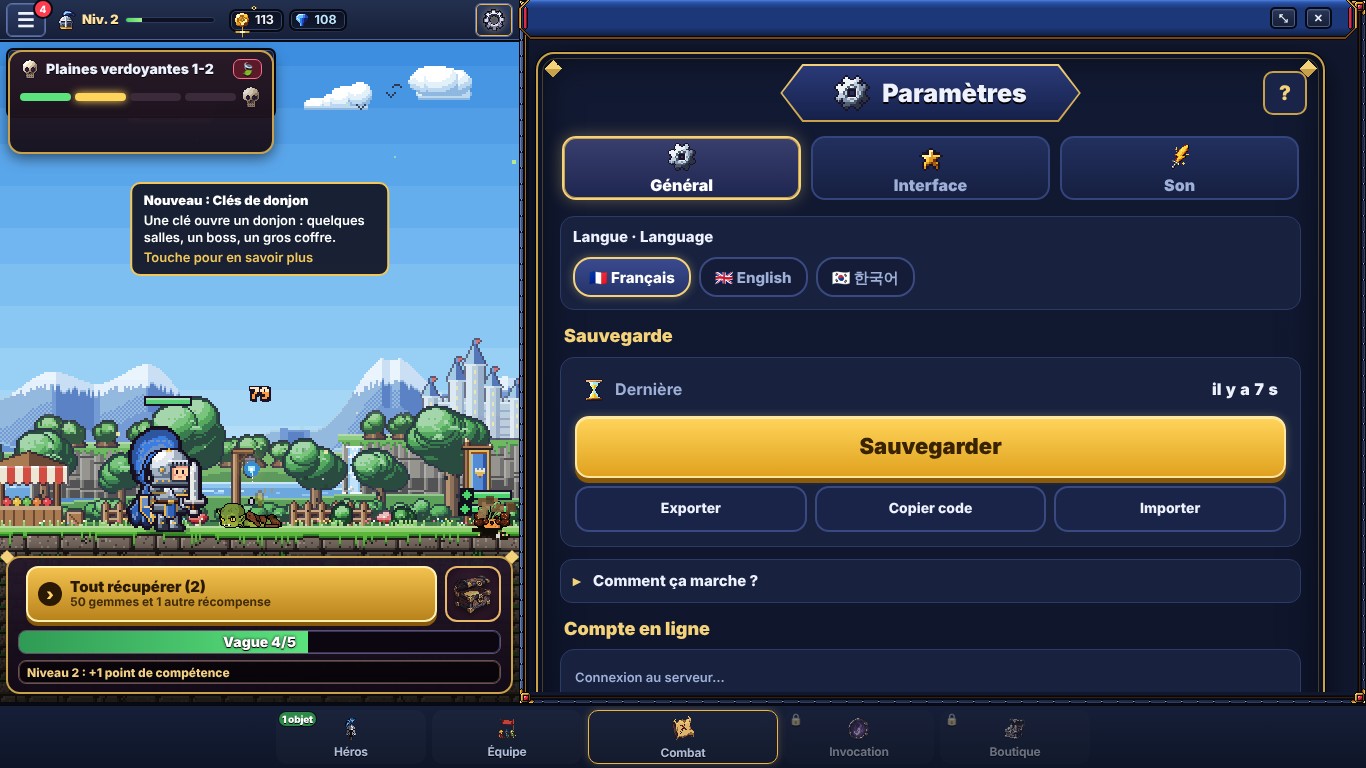 4
Niv. 2
113
108
Plaines verdoyantes 1-2
Nouveau : Clés de donjon
Une clé ouvre un donjon : quelques
salles, un boss, un gros coffre.
Touche pour en savoir plus
79
Tout récupérer (2)
50 gemmes et 1 autre récompense
Vague 4/5
Niveau 2 : +1 point de compétence
Paramètres
?
Général
Interface
Son
Langue · Language
🇫🇷 Français
🇬🇧 English
🇰🇷 한국어
Sauvegarde
Dernière
il y a 7 s
Sauvegarder
Exporter
Copier code
Importer
Comment ça marche ?
Compte en ligne
Connexion au serveur...
1 objet
Héros
Équipe
Combat
Invocation
Boutique